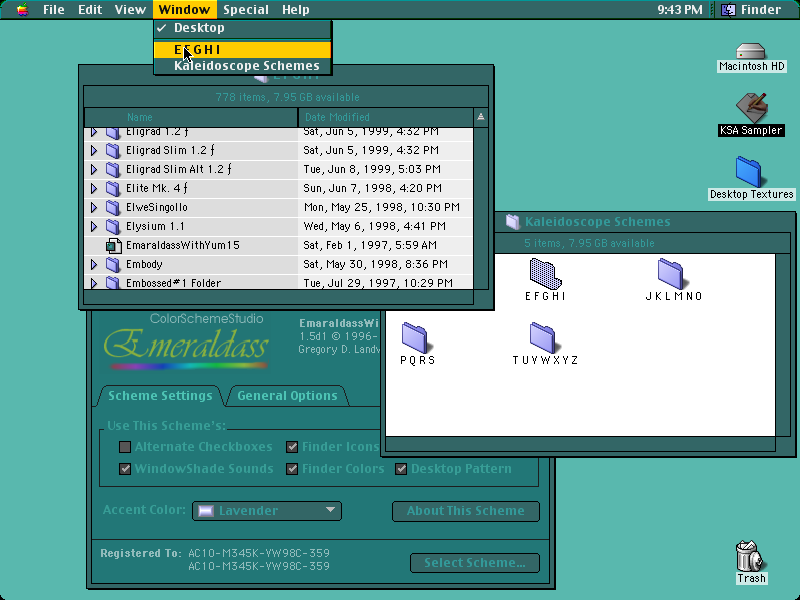 File Edit View Window Special Help 9:43 PM Finder
✓ Desktop
E F G H I
Kaleidoscope Schemes
E F G H I
778 items, 7.95 GB available
Name Date Modified
Eligrad 1.2 ƒ Sat, Jun 5, 1999, 4:32 PM
Eligrad Slim 1.2 ƒ Sat, Jun 5, 1999, 4:32 PM
Eligrad Slim Alt 1.2 ƒ Tue, Jun 8, 1999, 5:03 PM
Elite Mk. 4 ƒ Sun, Jun 7, 1998, 4:20 PM
ElweSingollo Mon, May 25, 1998, 10:30 PM
Elysium 1.1 Wed, May 6, 1998, 4:41 PM
EmaraldassWithYum15 Sat, Feb 1, 1997, 5:59 AM
Embody Sat, May 30, 1998, 8:36 PM
Embossed#1 Folder Tue, Jul 29, 1997, 10:29 PM
Macintosh HD
KSA Sampler
Desktop Textures
Kaleidoscope Schemes
5 items, 7.95 GB available
E F G H I
J K L M N O
P Q R S
T U V W X Y Z
ColorSchemeStudio
Emeraldass
EmaraldassWi
1.5d1 © 1996-
Gregory D. Landw
Scheme Settings General Options
Use This Scheme's:
Alternate Checkboxes Finder Icons
WindowShade Sounds Finder Colors Desktop Pattern
Accent Color: Lavender About This Scheme
Registered To: AC10-M345K-YW98C-359
AC10-M345K-YW98C-359
Select Scheme...
Trash